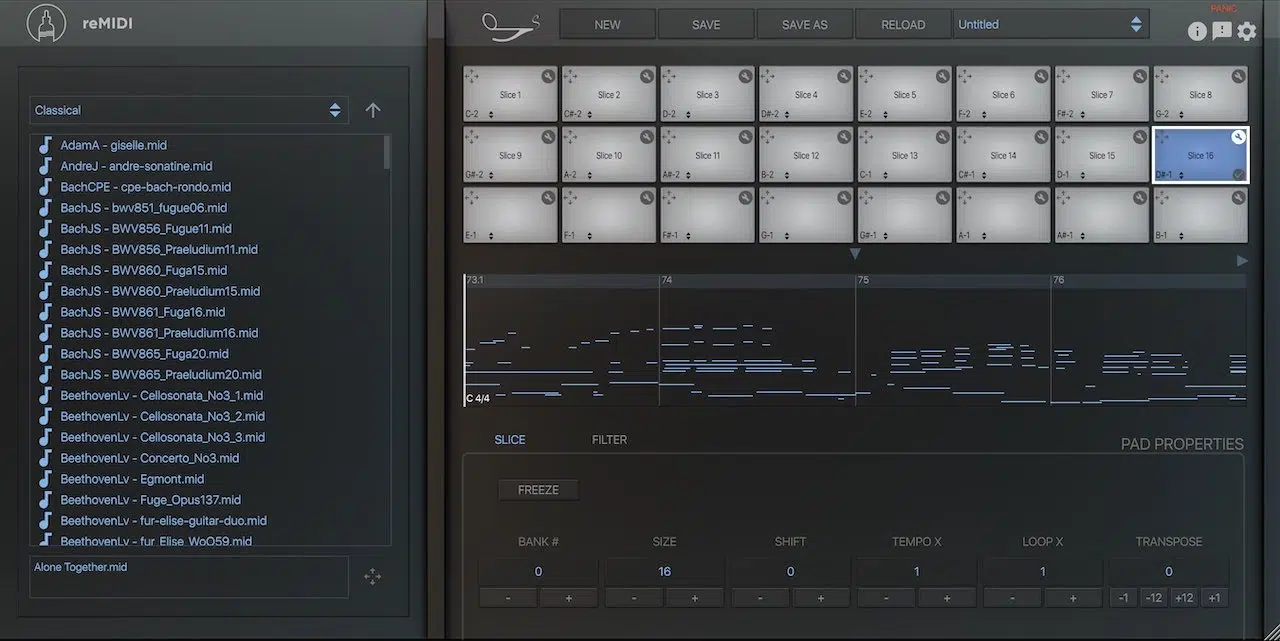 reMIDI
NEW SAVE SAVE AS RELOAD Untitled
PANIC
Classical
AdamA - giselle.mid
AndreJ - andre-sonatine.mid
BachCPE - cpe-bach-rondo.mid
BachJS - bwv851_fugue06.mid
BachJS - BWV856_Fugue11.mid
BachJS - BWV856_Praeludium11.mid
BachJS - BWV860_Fuga15.mid
BachJS - BWV860_Praeludium15.mid
BachJS - BWV861_Fuga16.mid
BachJS - BWV861_Praeludium16.mid
BachJS - BWV865_Fuga20.mid
BachJS - BWV865_Praeludium20.mid
BeethovenLv - Cellosonata_No3_1.mid
BeethovenLv - Cellosonata_No3_2.mid
BeethovenLv - Cellosonata_No3_3.mid
BeethovenLv - Concerto_No3.mid
BeethovenLv - Egmont.mid
BeethovenLv - Fuge_Opus137.mid
BeethovenLv - fur-elise-guitar-duo.mid
BeethovenLv - fur_Elise_WoO59.mid
Alone Together.mid
Slice 1 Slice 2 Slice 3 Slice 4 Slice 5 Slice 6 Slice 7 Slice 8
C-2 C#-2 D-2 D#-2 E-2 F-2 F#-2 G-2
Slice 9 Slice 10 Slice 11 Slice 12 Slice 13 Slice 14 Slice 15 Slice 16
G#-2 A-2 A#-2 B-2 C-1 C#-1 D-1 D#-1
E-1 F-1 F#-1 G-1 G#-1 A-1 A#-1 B-1
73.1 74 75 76
C 4/4
SLICE FILTER PAD PROPERTIES
FREEZE
BANK # SIZE SHIFT TEMPO X LOOP X TRANSPOSE
0 16 0 1 1 0
- + - + - + - + - + -1 -12 +12 +1